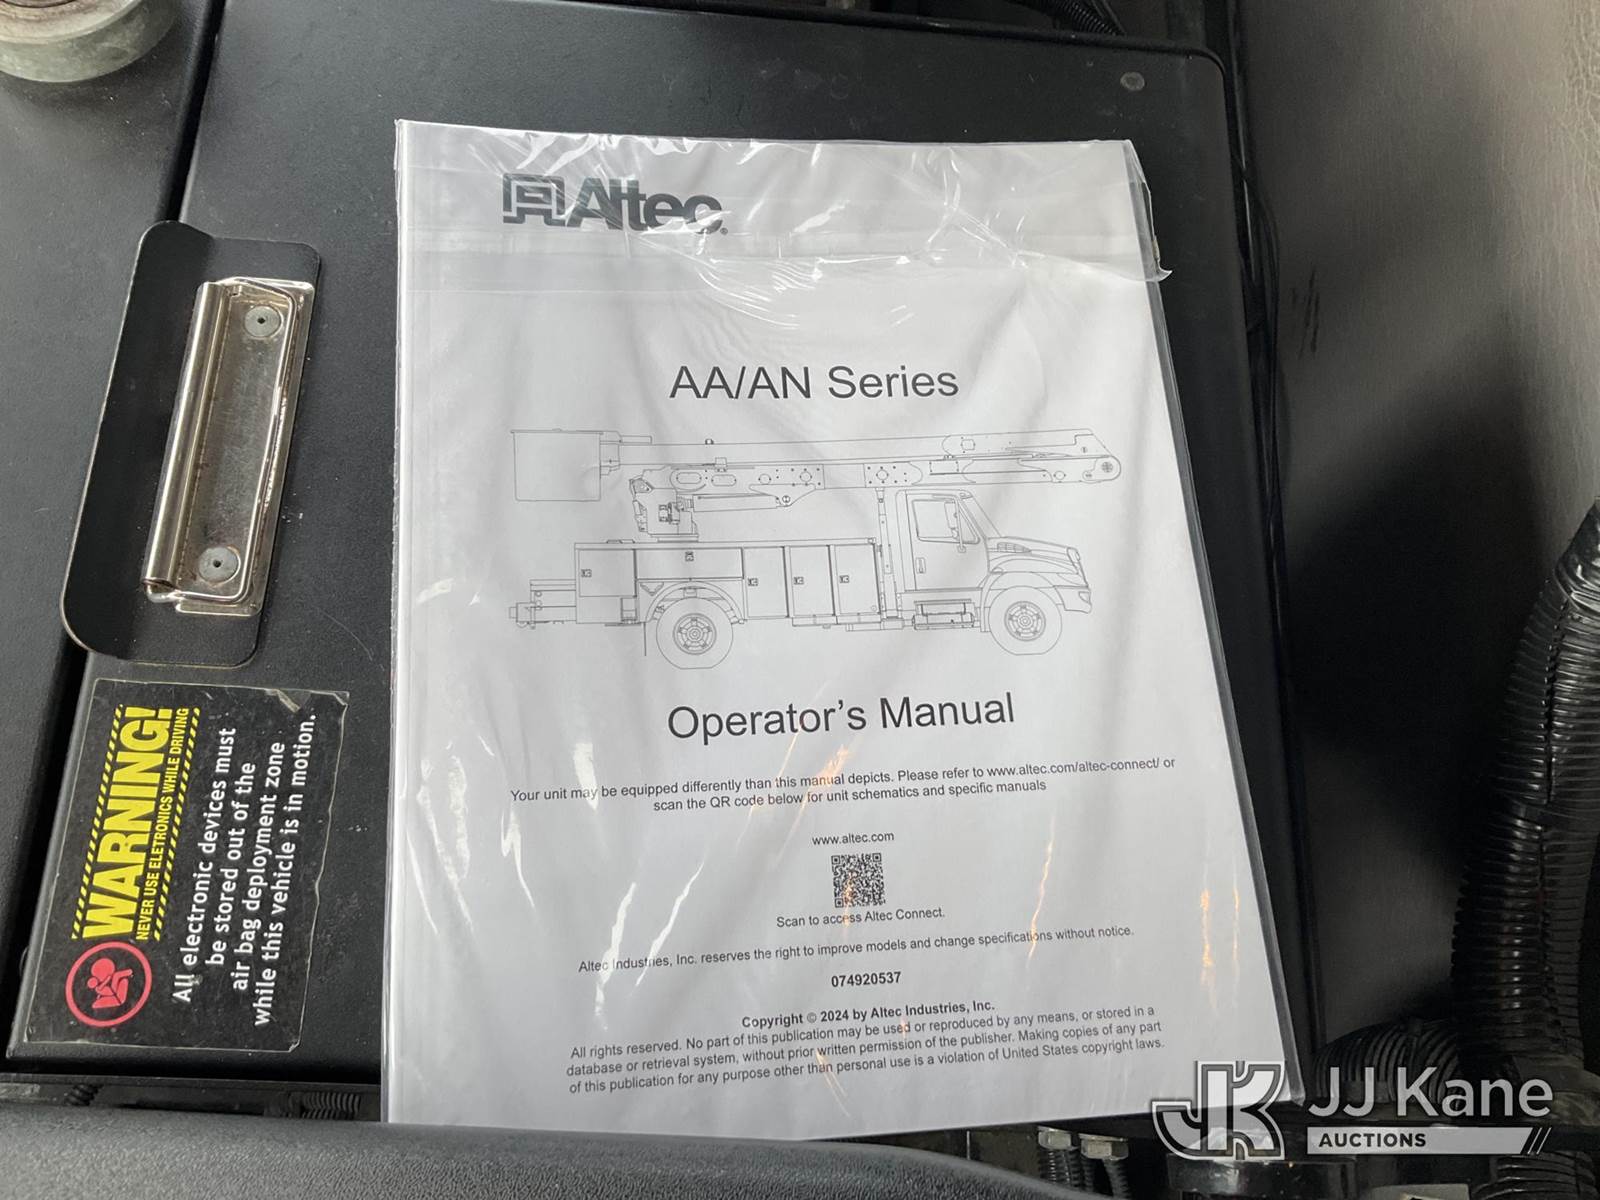 Altec
AA/AN Series
Operator's Manual
Your unit may be equipped differently than this manual depicts. Please refer to www.altec.com/altec-connect/ or
scan the QR code below for unit schematics and specific manuals
www.altec.com
Scan to access Altec Connect.
Altec Industries, Inc. reserves the right to improve models and change specifications without notice.
074920537
Copyright © 2024 by Altec Industries, Inc.
All rights reserved. No part of this publication may be used or reproduced by any means, or stored in a
database or retrieval system, without prior written permission of the publisher. Making copies of any part
of this publication for any purpose other than personal use is a violation of United States copyright laws.
WARNING!
NEVER USE ELETRONICS WHILE DRIVING
All electronic devices must
be stored out of the
air bag deployment zone
while this vehicle is in motion.
JK JJ Kane
AUCTIONS